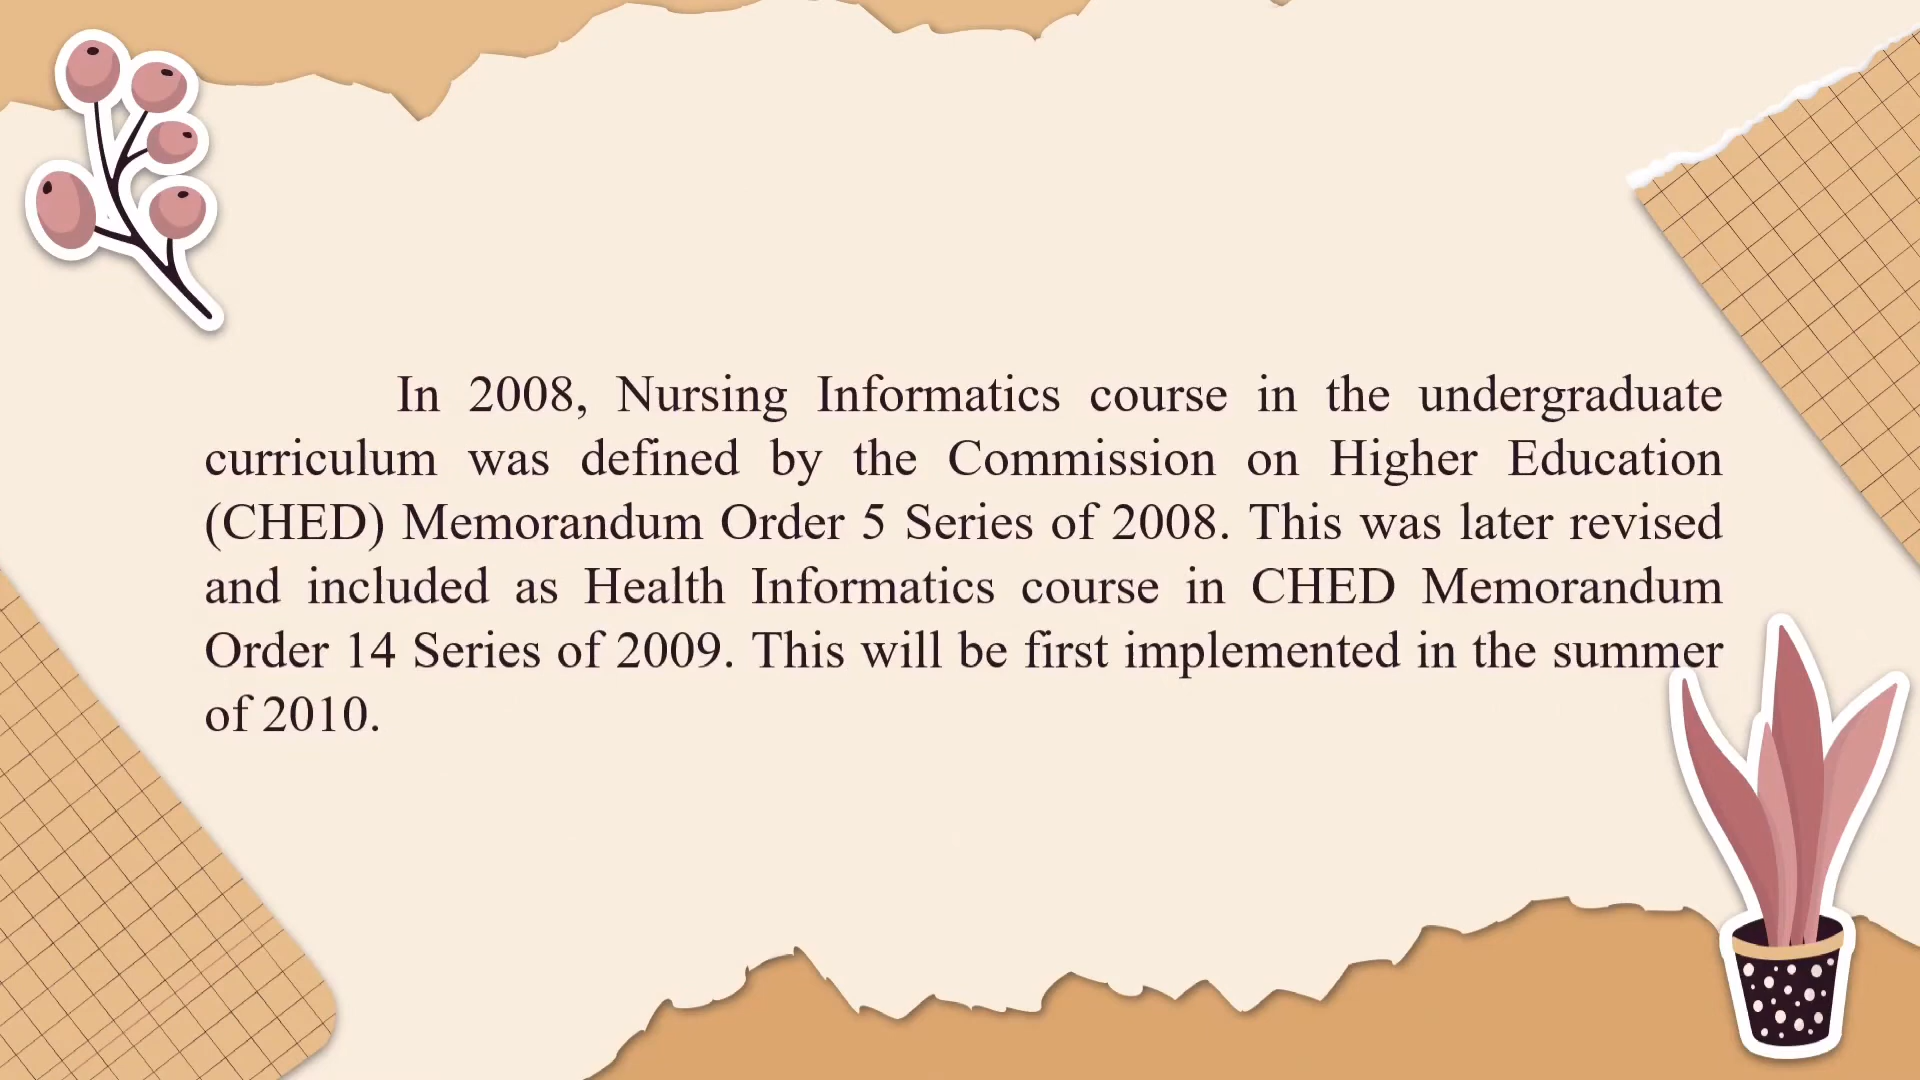 In 2008, Nursing Informatics course in the undergraduate
curriculum was defined by the Commission on Higher Education
(CHED) Memorandum Order 5 Series of 2008. This was later revised
and included as Health Informatics course in CHED Memorandum
Order 14 Series of 2009. This will be first implemented in the summer
of 2010.